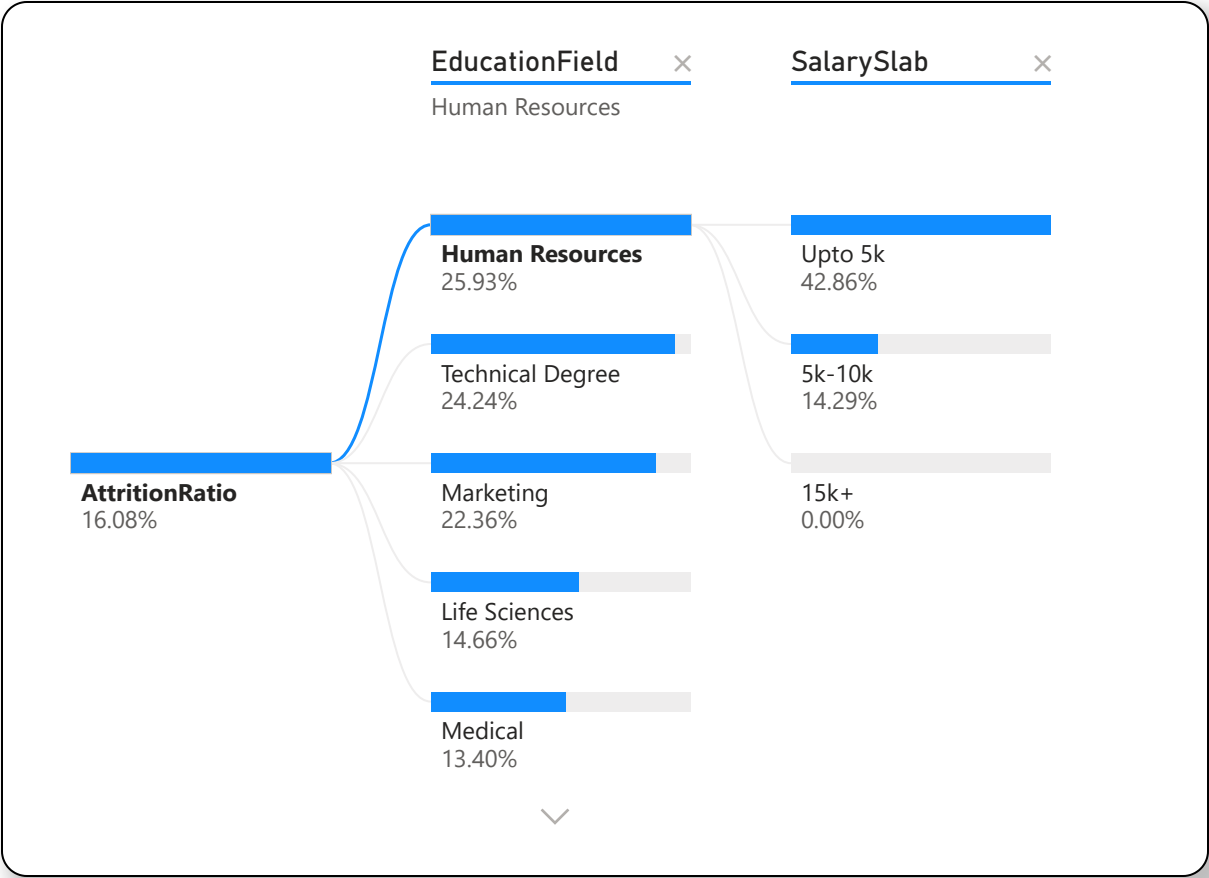 EducationField
Human Resources
SalarySlab
AttritionRatio
16.08%
Human Resources
25.93%
Technical Degree
24.24%
Marketing
22.36%
Life Sciences
14.66%
Medical
13.40%
Upto 5k
42.86%
5k-10k
14.29%
15k+
0.00%